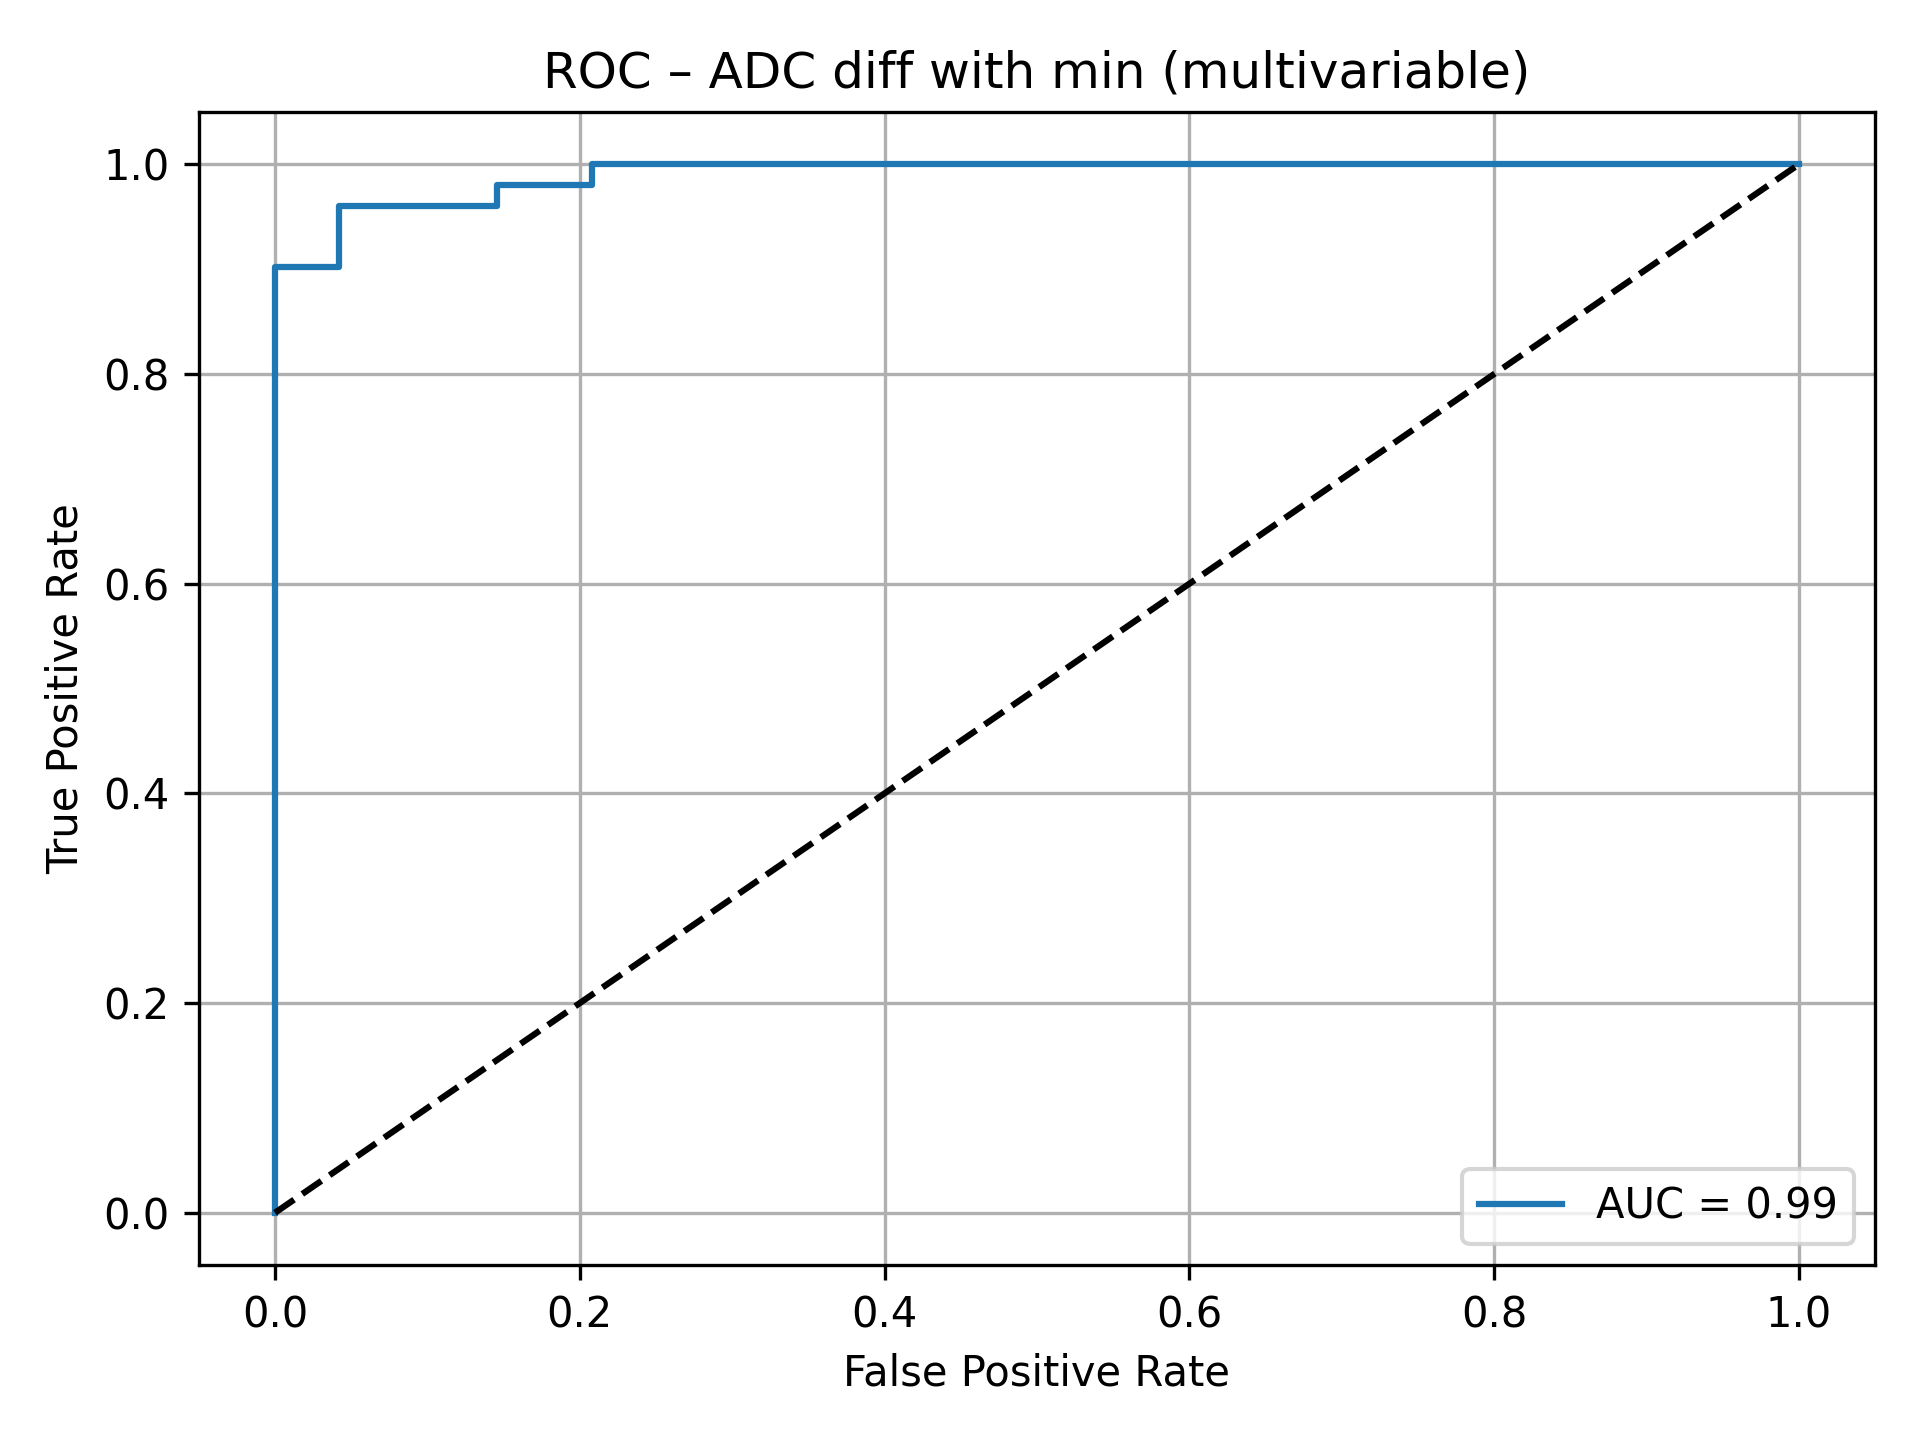 ROC – ADC diff with min (multivariable)
True Positive Rate
1.0
0.8
0.6
0.4
0.2
0.0
0.0 0.2 0.4 0.6 0.8 1.0
False Positive Rate
AUC = 0.99